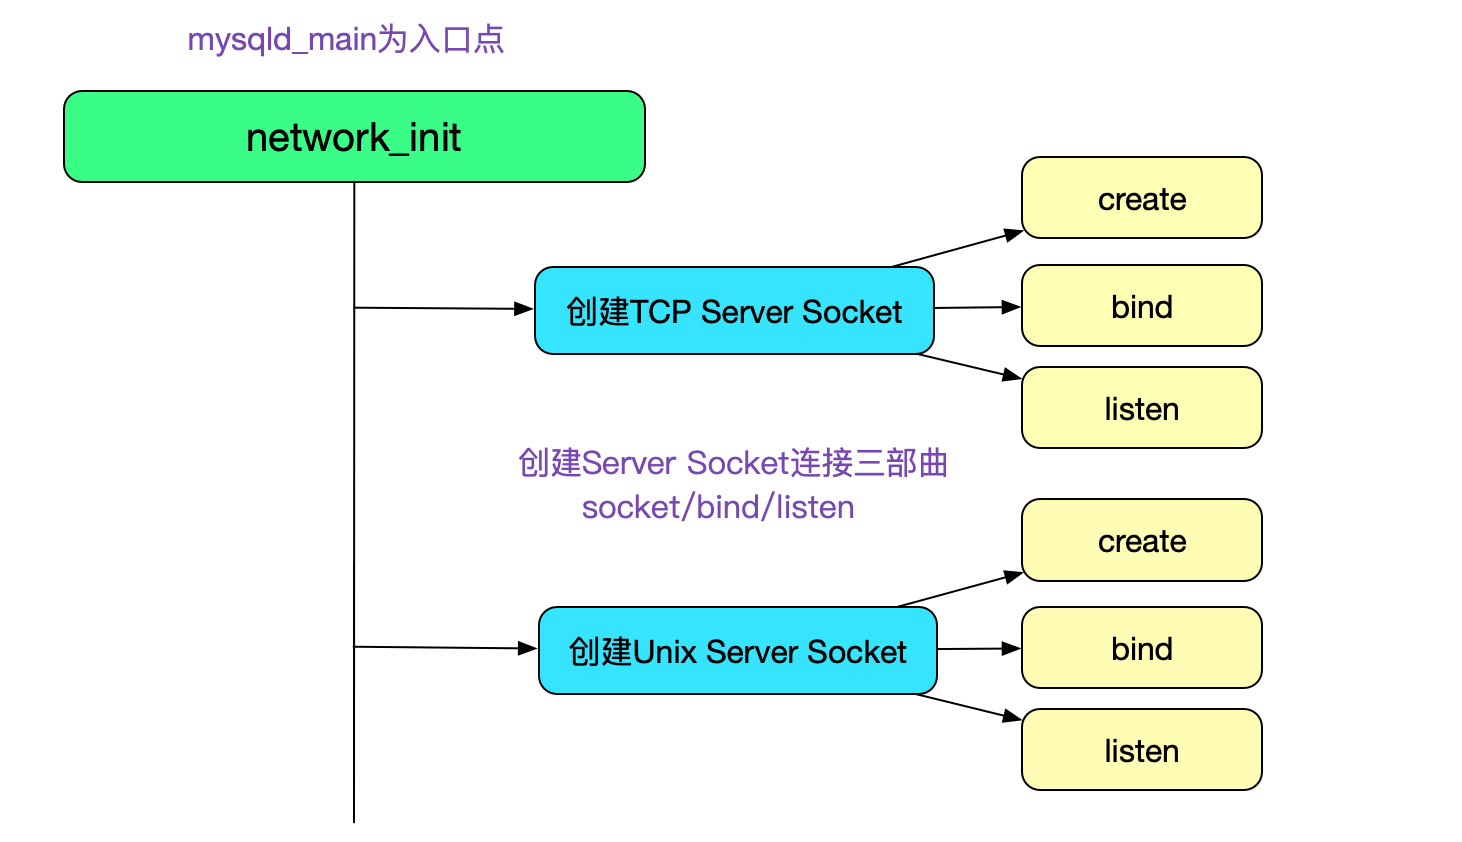 mysqld_main为入口点
network_init
create
创建TCP Server Socket
bind
listen
创建Server Socket连接三部曲
socket/bind/listen
create
创建Unix Server Socket
bind
listen